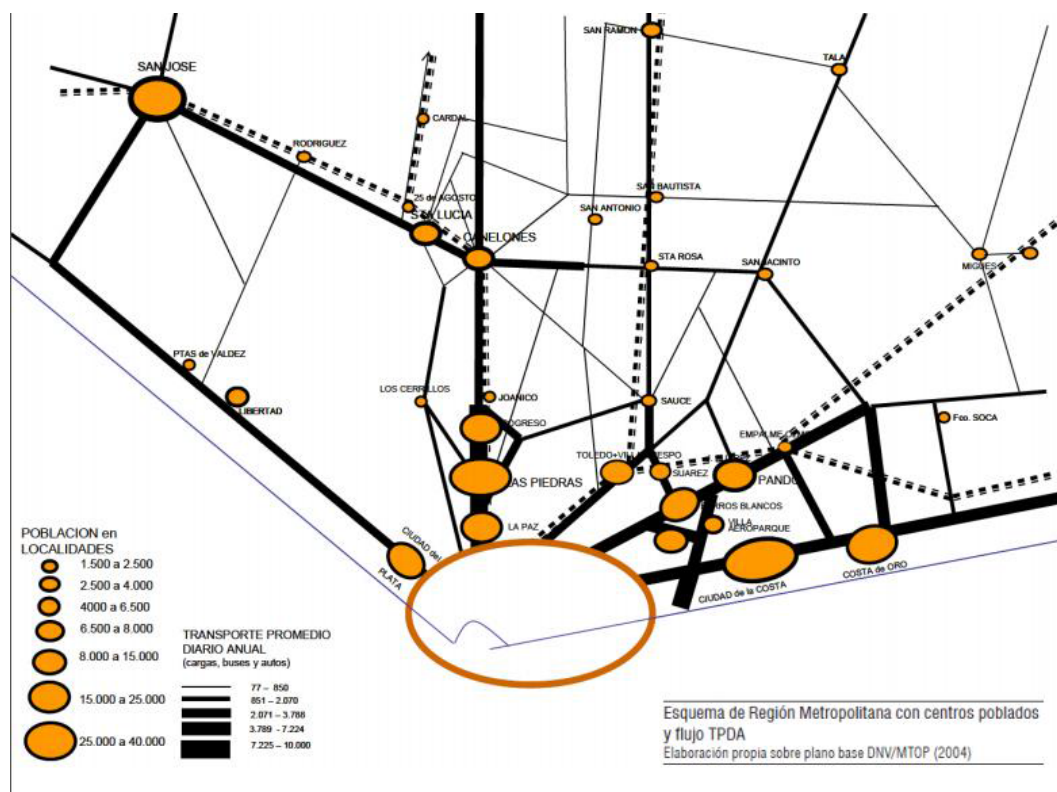 SAN RAMON
TALA
SAN JOSE
CARDAL
RODRIGUEZ
SAN BAUTISTA
25 de AGOSTO
SAN ANTONIO
STA LUCIA
CANELONES
STA ROSA
SAN JACINTO
MIGUES
PTAS de VALDEZ
LIBERTAD
LOS CERRILLOS
JOANICO
SAUCE
Fco. SOCA
EMPALME
TOLEDO+VILLA CRESPO
SUAREZ
PANDO
LAS PIEDRAS
BARROS BLANCOS
LA PAZ
VILLA
AEROPARQUE
CIUDAD del
PLATA
COSTA de ORO
CIUDAD de la COSTA
POBLACION en
LOCALIDADES
1.500 a 2.500
2.500 a 4.000
4000 a 6.500
6.500 a 8.000
8.000 a 15.000
15.000 a 25.000
25.000 a 40.000
TRANSPORTE PROMEDIO
DIARIO ANUAL
(cargas, buses y autos)
77 – 850
851 – 2.070
2.071 – 3.788
3.789 - 7.224
7.225 – 10.000
Esquema de Región Metropolitana con centros poblados
y flujo TPDA
Elaboración propia sobre plano base DNV/MTOP (2004)